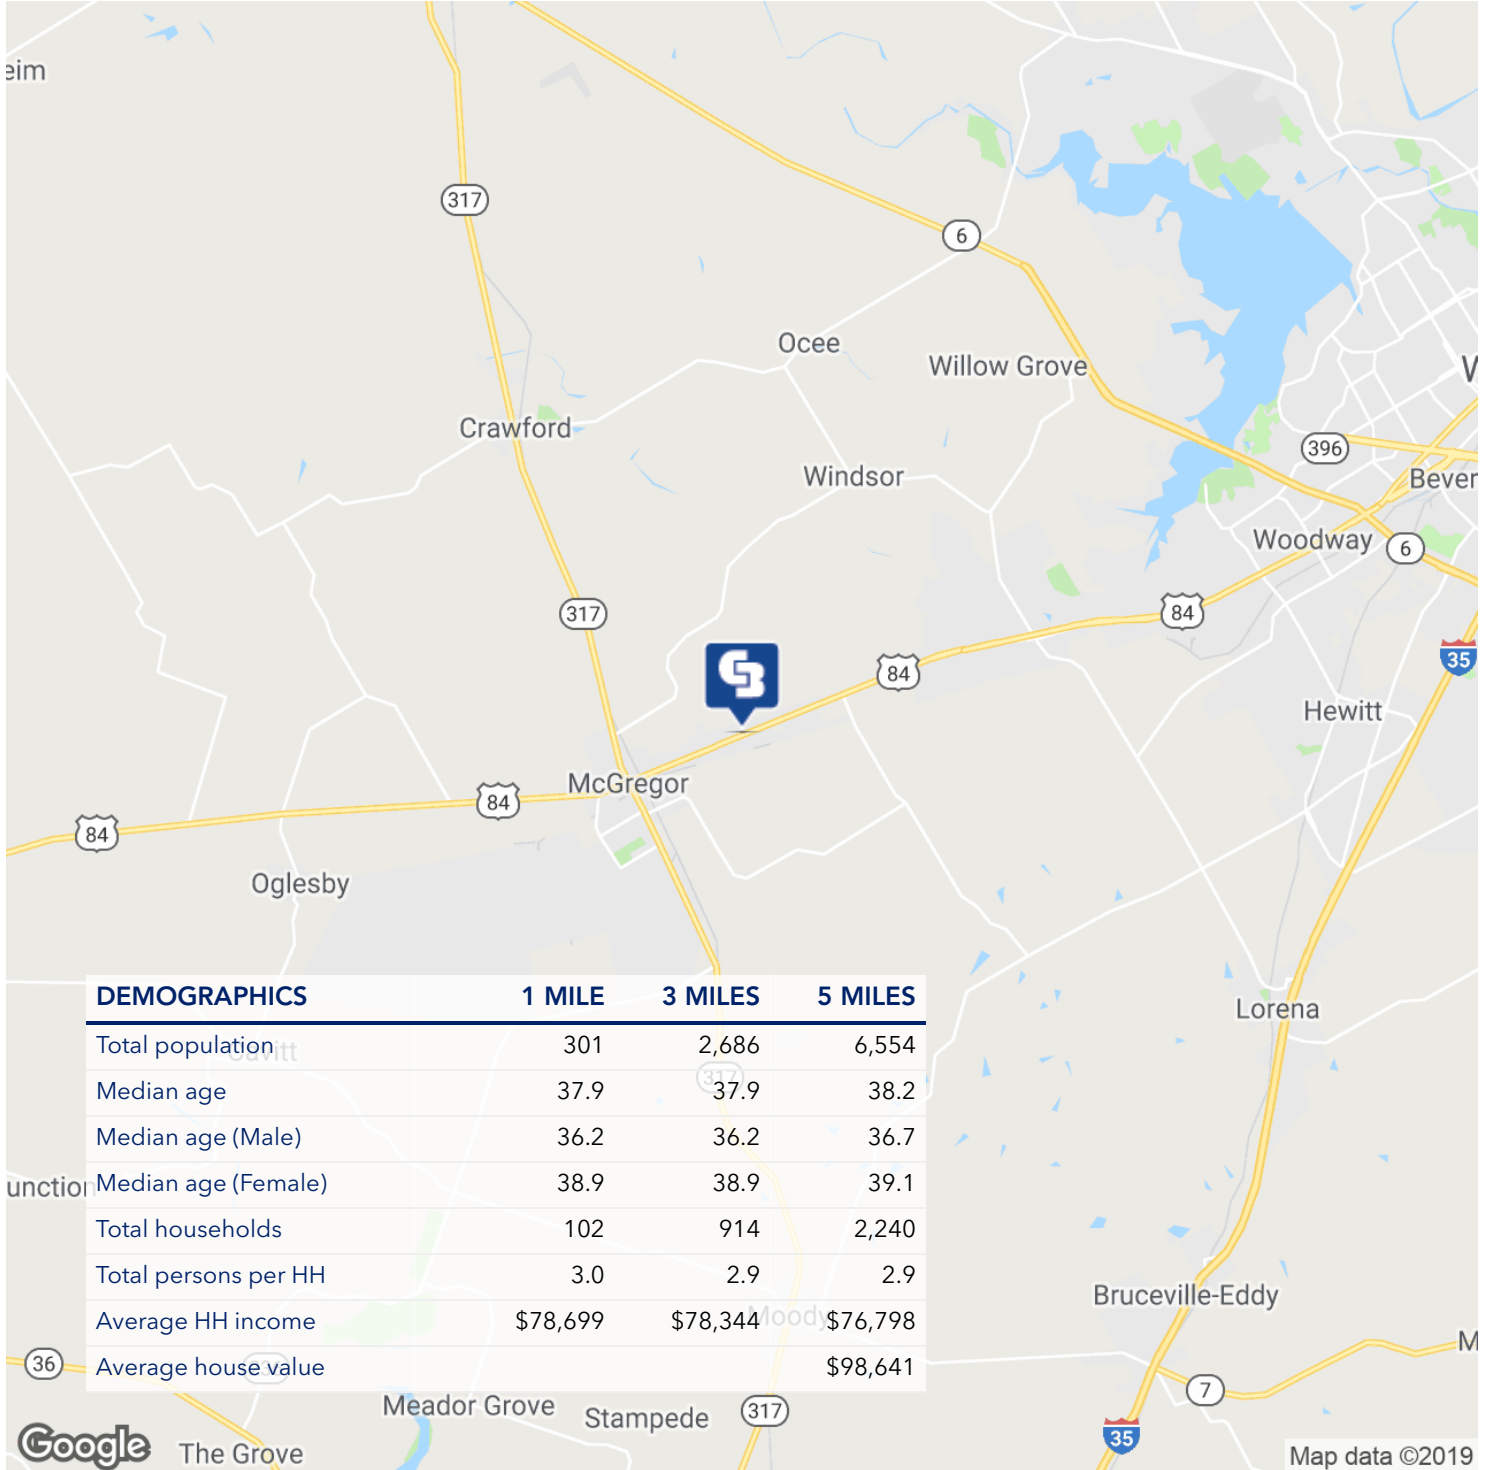 eim
317
6
Ocee
Willow Grove
W
Crawford
396
Windsor
Bever
Woodway
6
317
84
35
CB
84
Hewitt
McGregor
84
84
Oglesby
DEMOGRAPHICS 1 MILE 3 MILES 5 MILES
Lorena
Total population 301 2,686 6,554
317
Median age 37.9 37.9 38.2
Median age (Male) 36.2 36.2 36.7
unction
Median age (Female) 38.9 38.9 39.1
Total households 102 914 2,240
Total persons per HH 3.0 2.9 2.9
Bruceville-Eddy
Average HH income $78,699 $78,344 $76,798
Moody
M
36
Average house value $98,641
7
Meador Grove
Stampede
317
35
Google
The Grove
Map data ©2019